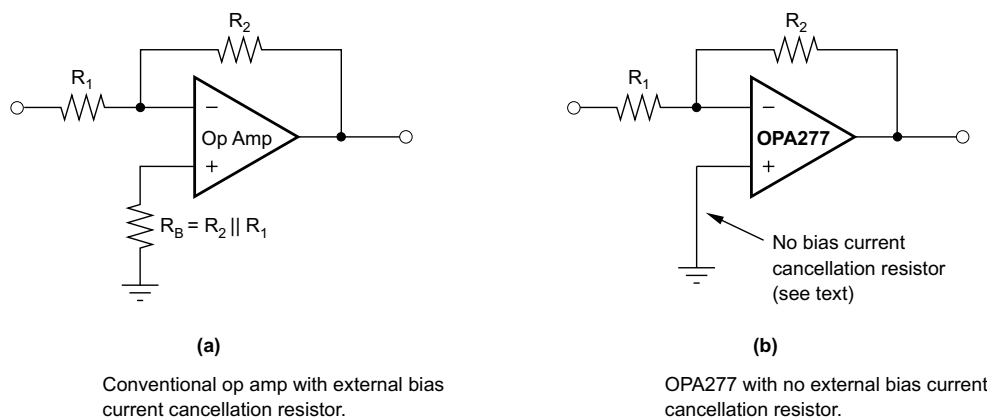 R2
R1
−
Op Amp
+
RB = R2 || R1
(a)
Conventional op amp with external bias
current cancellation resistor.
R2
R1
−
OPA277
+
No bias current
cancellation resistor
(see text)
(b)
OPA277 with no external bias current
cancellation resistor.